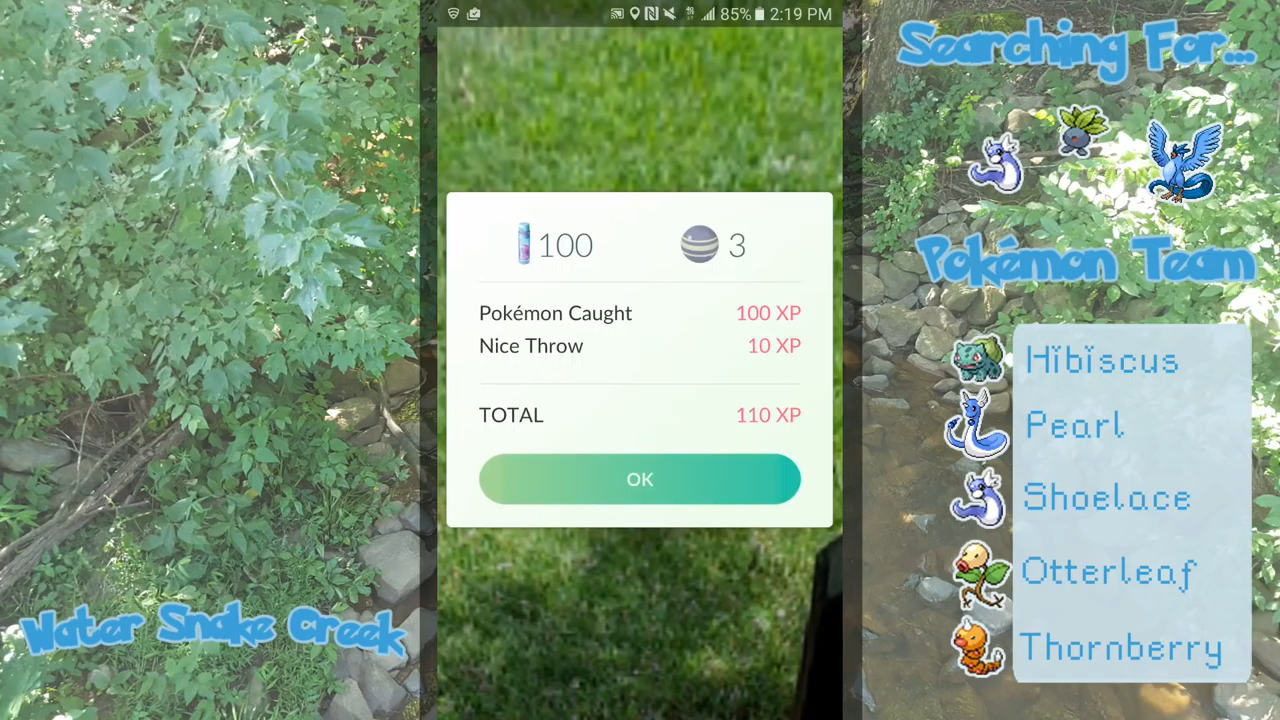 85% 2:19 PM
Searching For...
100 3
Pokémon Caught 100 XP
Nice Throw 10 XP
TOTAL 110 XP
OK
Pokémon Team
Hibiscus
Pearl
Shoelace
Otterleaf
Thornberry
Water Snake Creek